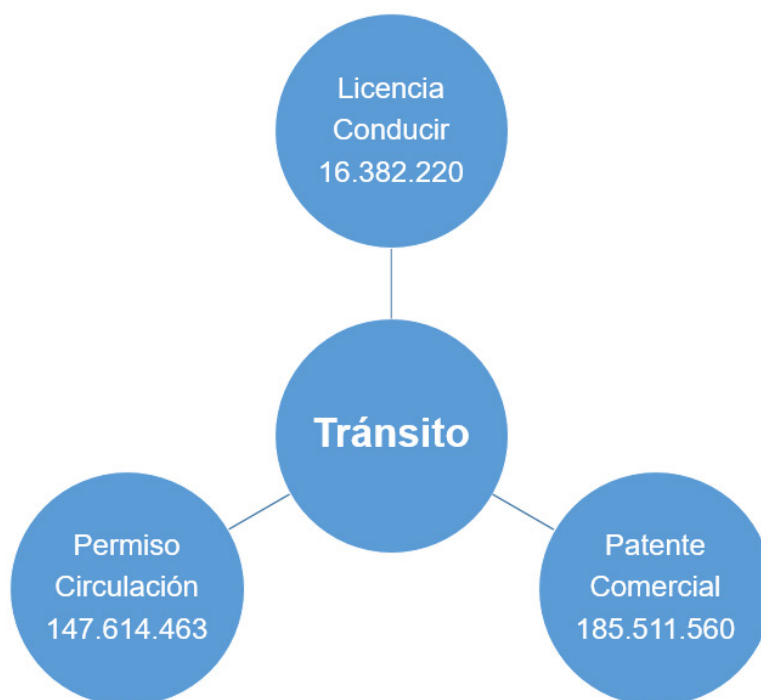 Licencia
Conducir
16.382.220
Tránsito
Permiso
Circulación
147.614.463
Patente
Comercial
185.511.560